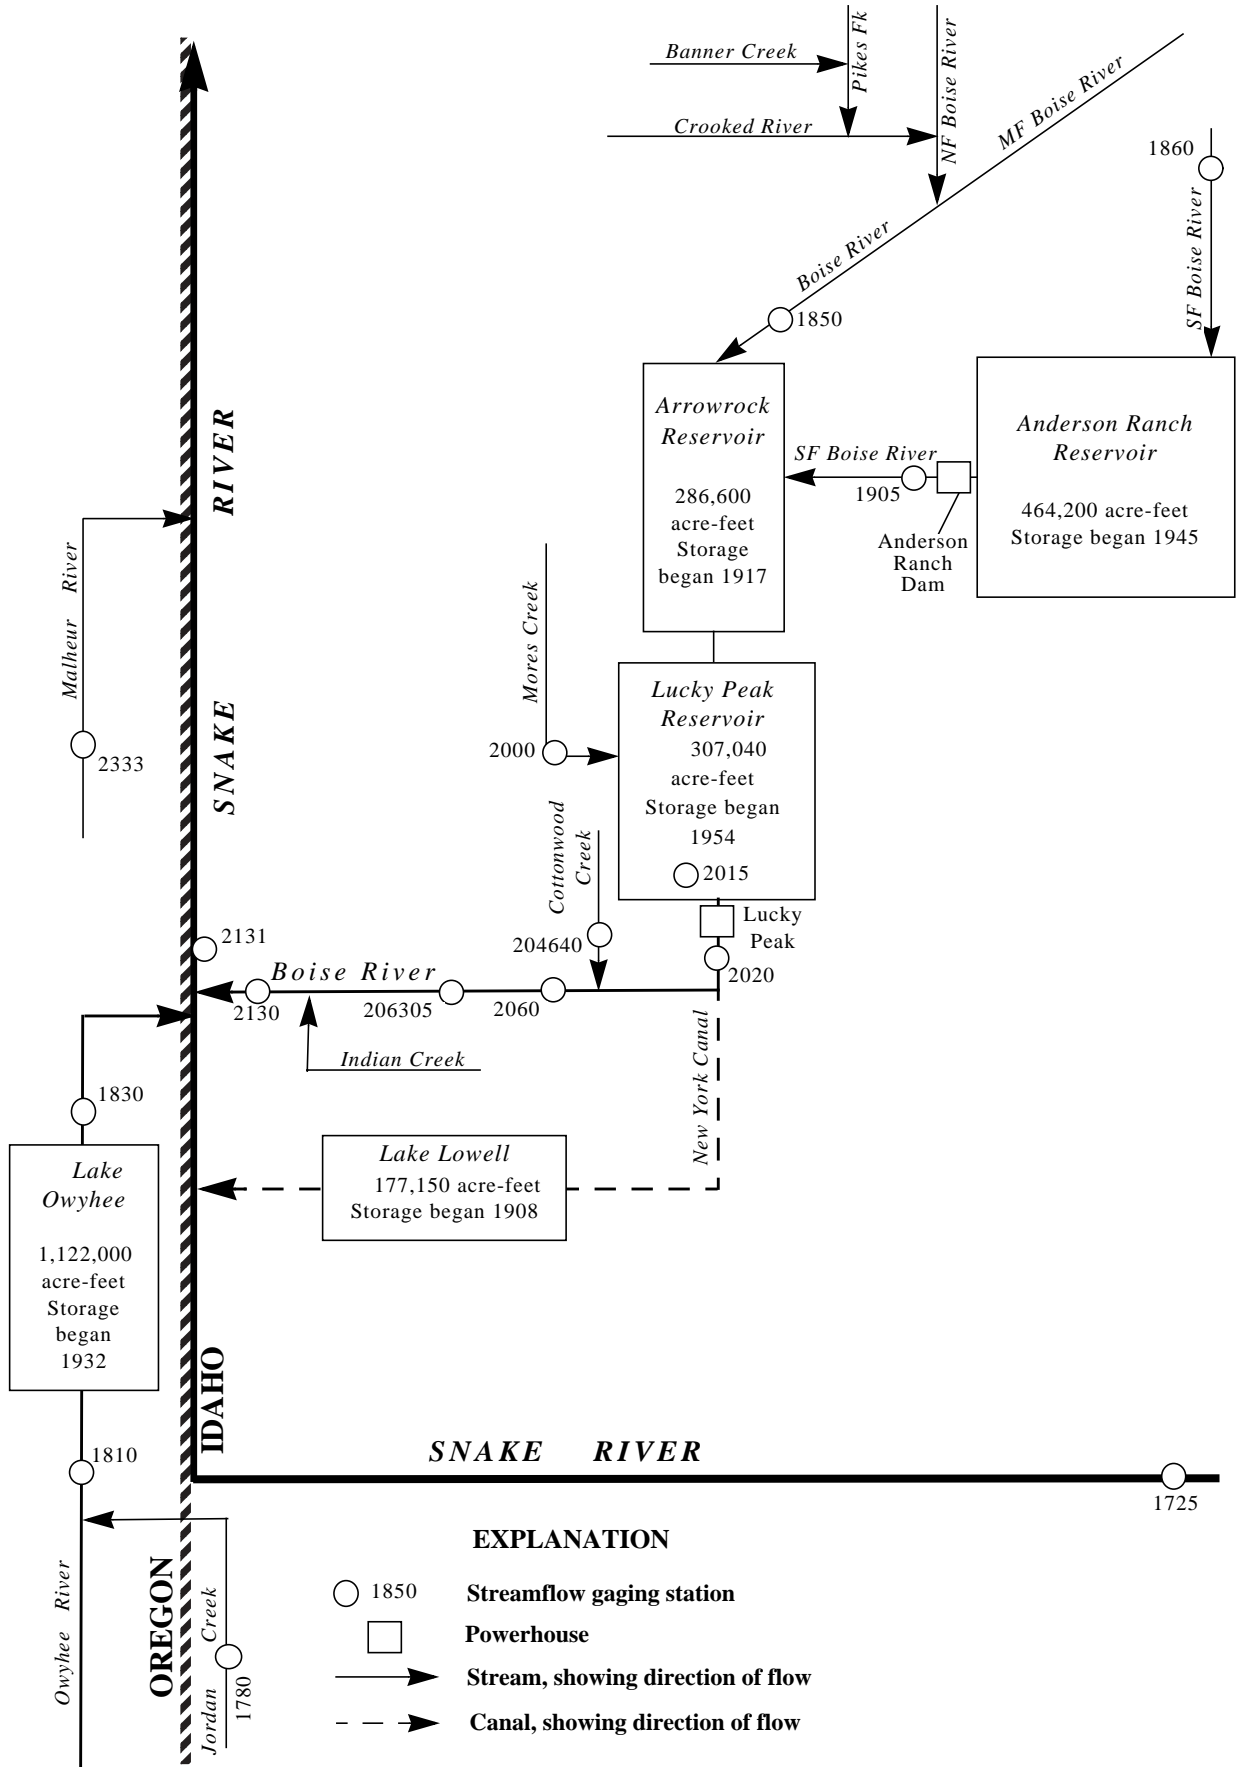 Banner Creek
Pikes Fk
NF Boise River
MF Boise River
Crooked River
1860
SF Boise River
Boise River
1850
Arrowrock
Reservoir
286,600
acre-feet
Storage
began 1917
SF Boise River
1905
Anderson
Ranch
Dam
Anderson Ranch
Reservoir
464,200 acre-feet
Storage began 1945
SNAKE RIVER
Malheur River
2333
Mores Creek
2000
Lucky Peak
Reservoir
307,040
acre-feet
Storage began
1954
2015
Lucky
Peak
2020
Cottonwood
Creek
204640
2131
Boise River
2130
206305
2060
Indian Creek
New York Canal
1830
Lake
Owyhee
1,122,000
acre-feet
Storage
began
1932
Lake Lowell
177,150 acre-feet
Storage began 1908
IDAHO
OREGON
1810
SNAKE RIVER
1725
Owyhee River
Jordan Creek
1780
EXPLANATION
1850 Streamflow gaging station
Powerhouse
Stream, showing direction of flow
Canal, showing direction of flow